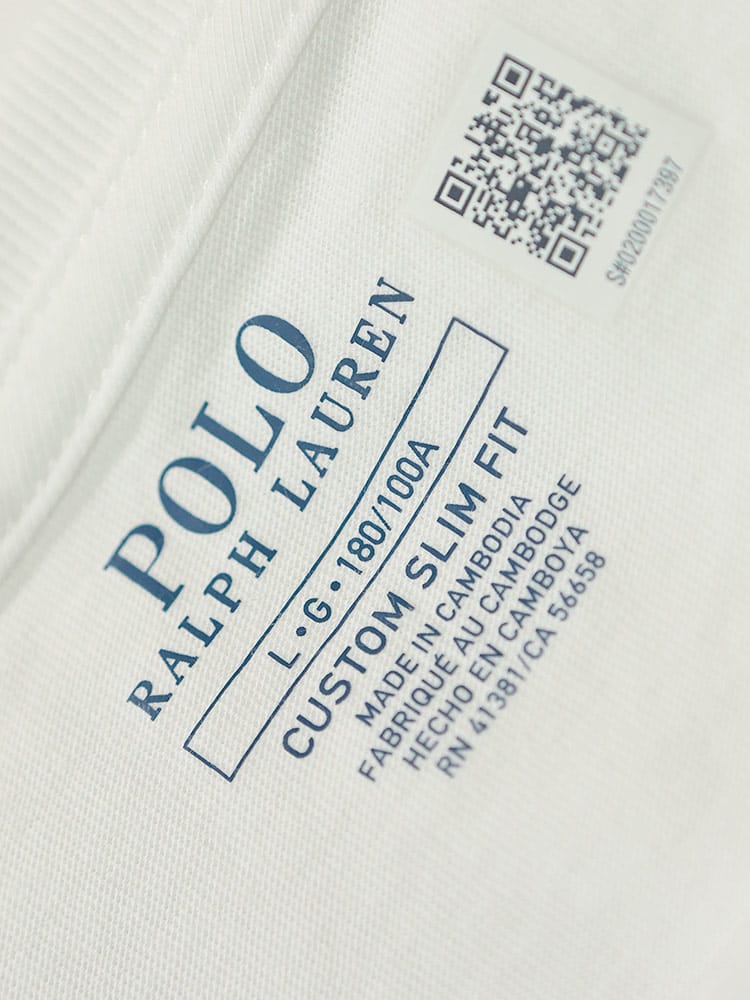 S#0200017397
POLO
RALPH LAUREN
L•G•180/100A
CUSTOM SLIM FIT
MADE IN CAMBODIA
FABRIQUÉ AU CAMBODGE
HECHO EN CAMBOYA
RN 41381/CA 56658